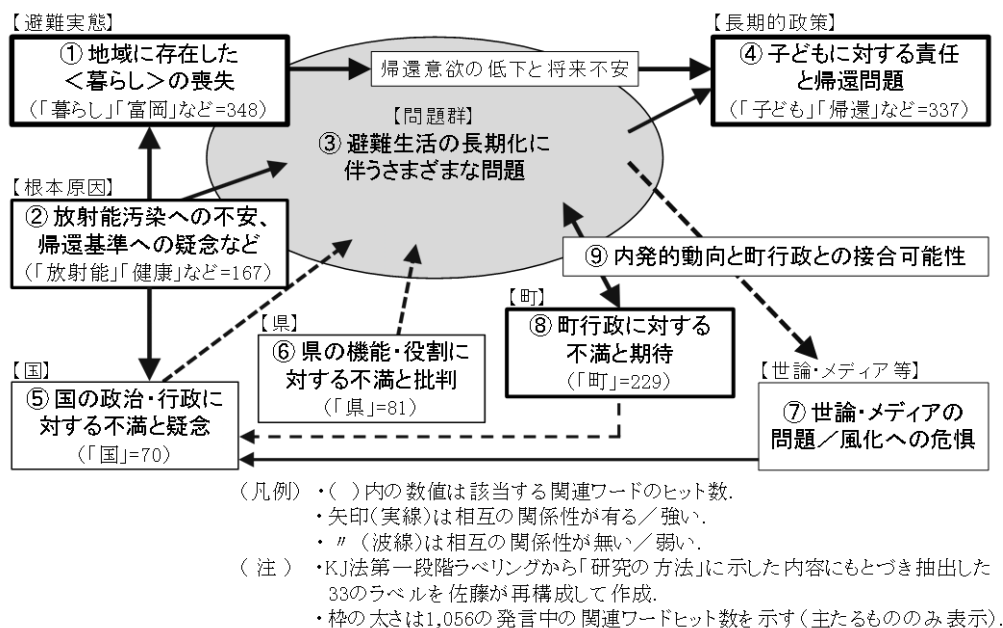 【避難実態】
① 地域に存在した
＜暮らし＞の喪失
(「暮らし」「富岡」など=348)
帰還意欲の低下と将来不安
【長期的政策】
④ 子どもに対する責任
と帰還問題
(「子ども」「帰還」など=337)
【問題群】
③ 避難生活の長期化に
伴うさまざまな問題
【根本原因】
② 放射能汚染への不安、
帰還基準への疑念など
(「放射能」「健康」など=167)
⑨ 内発的動向と町行政との接合可能性
【国】
⑤ 国の政治・行政に
対する不満と疑念
(「国」=70)
【県】
⑥ 県の機能・役割に
対する不満と批判
(「県」=81)
【町】
⑧ 町行政に対する
不満と期待
(「町」=229)
【世論・メディア等】
⑦ 世論・メディアの
問題／風化への危惧
(凡例) ・( )内の数値は該当する関連ワードのヒット数.
・矢印(実線)は相互の関係性が有る／強い.
・〃 (波線)は相互の関係性が無い／弱い.
(注) ・KJ法第一段階ラベリングから「研究の方法」に示した内容にもとづき抽出した
33のラベルを佐藤が再構成して作成.
・枠の太さは1,056の発言中の関連ワードヒット数を示す(主たるもののみ表示).